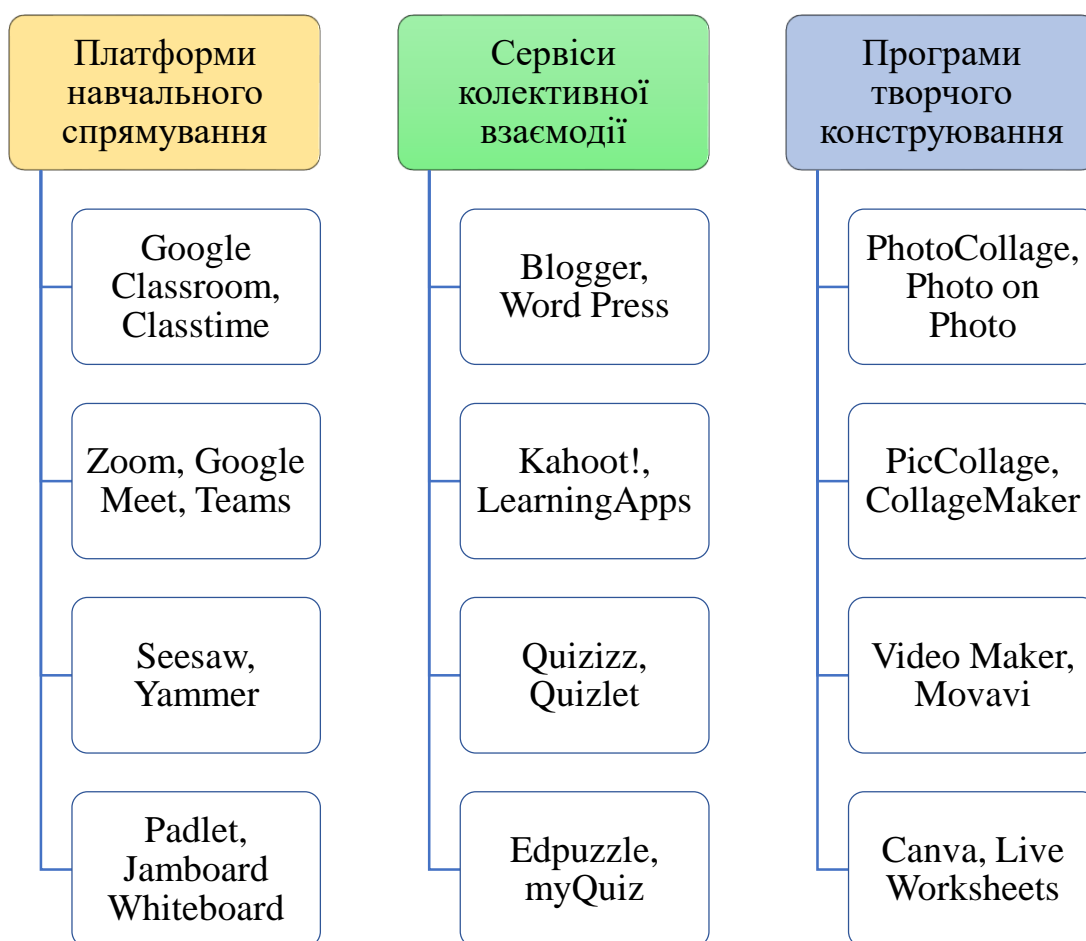 Платформи
навчального
спрямування
Google
Classroom,
Classtime
Zoom, Google
Meet, Teams
Seesaw,
Yammer
Padlet,
Jamboard
Whiteboard
Сервіси
колективної
взаємодії
Blogger,
Word Press
Kahoot!,
LearningApps
Quizizz,
Quizlet
Edpuzzle,
myQuiz
Програми
творчого
конструювання
PhotoCollage,
Photo on
Photo
PicCollage,
CollageMaker
Video Maker,
Movavi
Canva, Live
Worksheets